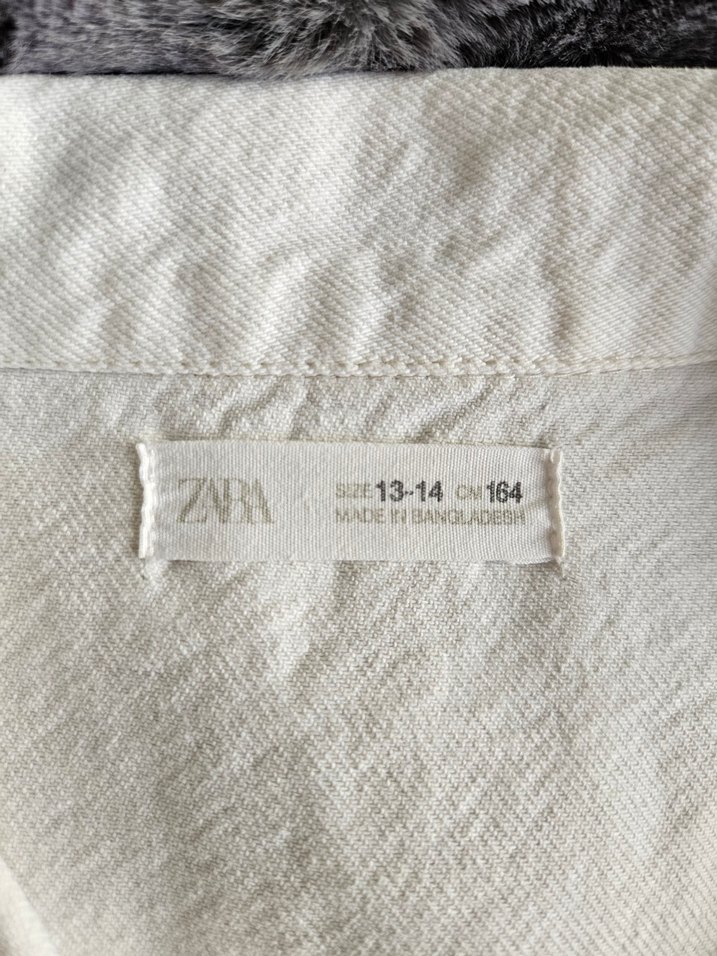 ZARA
SIZE 13-14 CM 164
MADE IN BANGLADESH